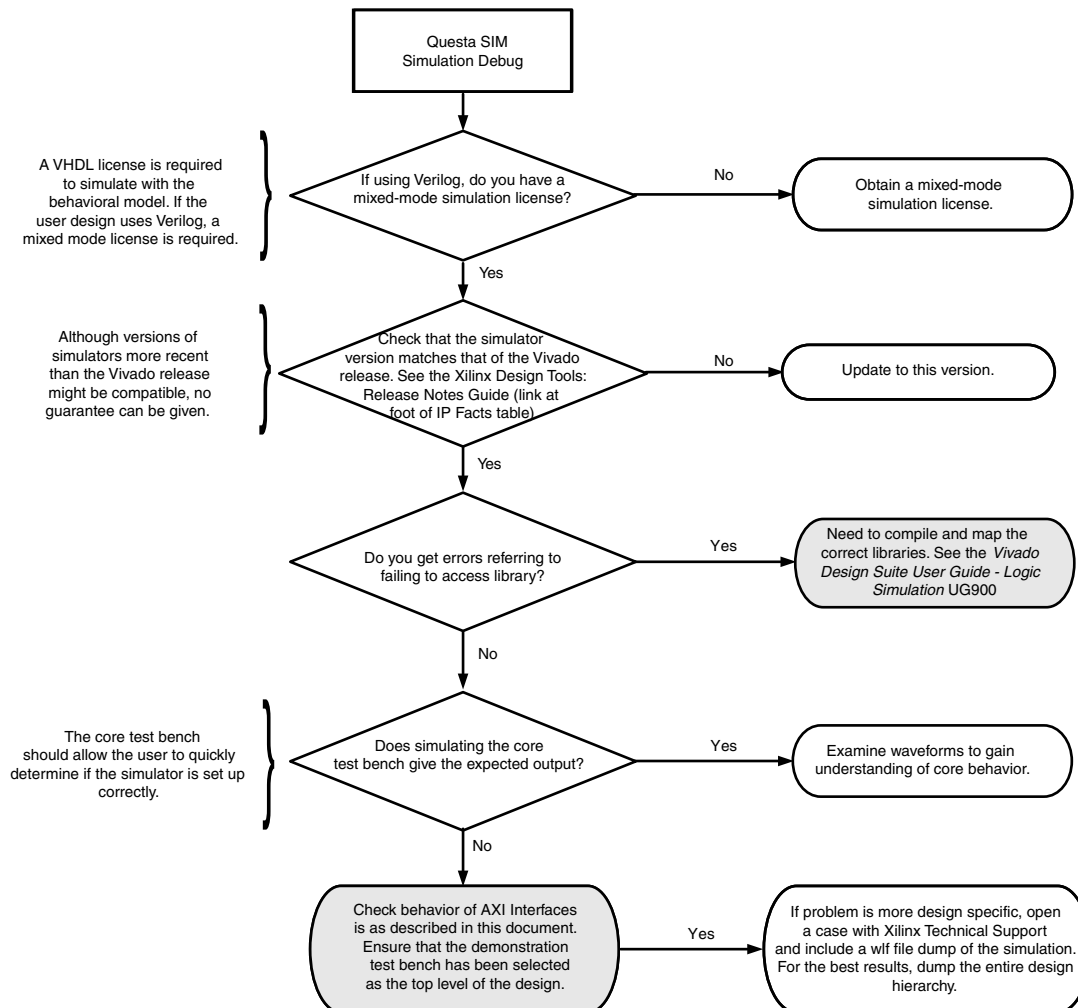 Questa SIM
Simulation Debug
A VHDL license is required
to simulate with the
behavioral model. If the
user design uses Verilog, a
mixed mode license is required.
If using Verilog, do you have a
mixed-mode simulation license?
No
Obtain a mixed-mode
simulation license.
Yes
Although versions of
simulators more recent
than the Vivado release
might be compatible, no
guarantee can be given.
Check that the simulator
version matches that of the Vivado
release. See the Xilinx Design Tools:
Release Notes Guide (link at
foot of IP Facts table)
No
Update to this version.
Yes
Do you get errors referring to
failing to access library?
Yes
Need to compile and map the
correct libraries. See the Vivado
Design Suite User Guide - Logic
Simulation UG900
No
The core test bench
should allow the user to quickly
determine if the simulator is set up
correctly.
Does simulating the core
test bench give the expected output?
Yes
Examine waveforms to gain
understanding of core behavior.
No
Check behavior of AXI Interfaces
is as described in this document.
Ensure that the demonstration
test bench has been selected
as the top level of the design.
Yes
If problem is more design specific, open
a case with Xilinx Technical Support
and include a wlf file dump of the simulation.
For the best results, dump the entire design
hierarchy.